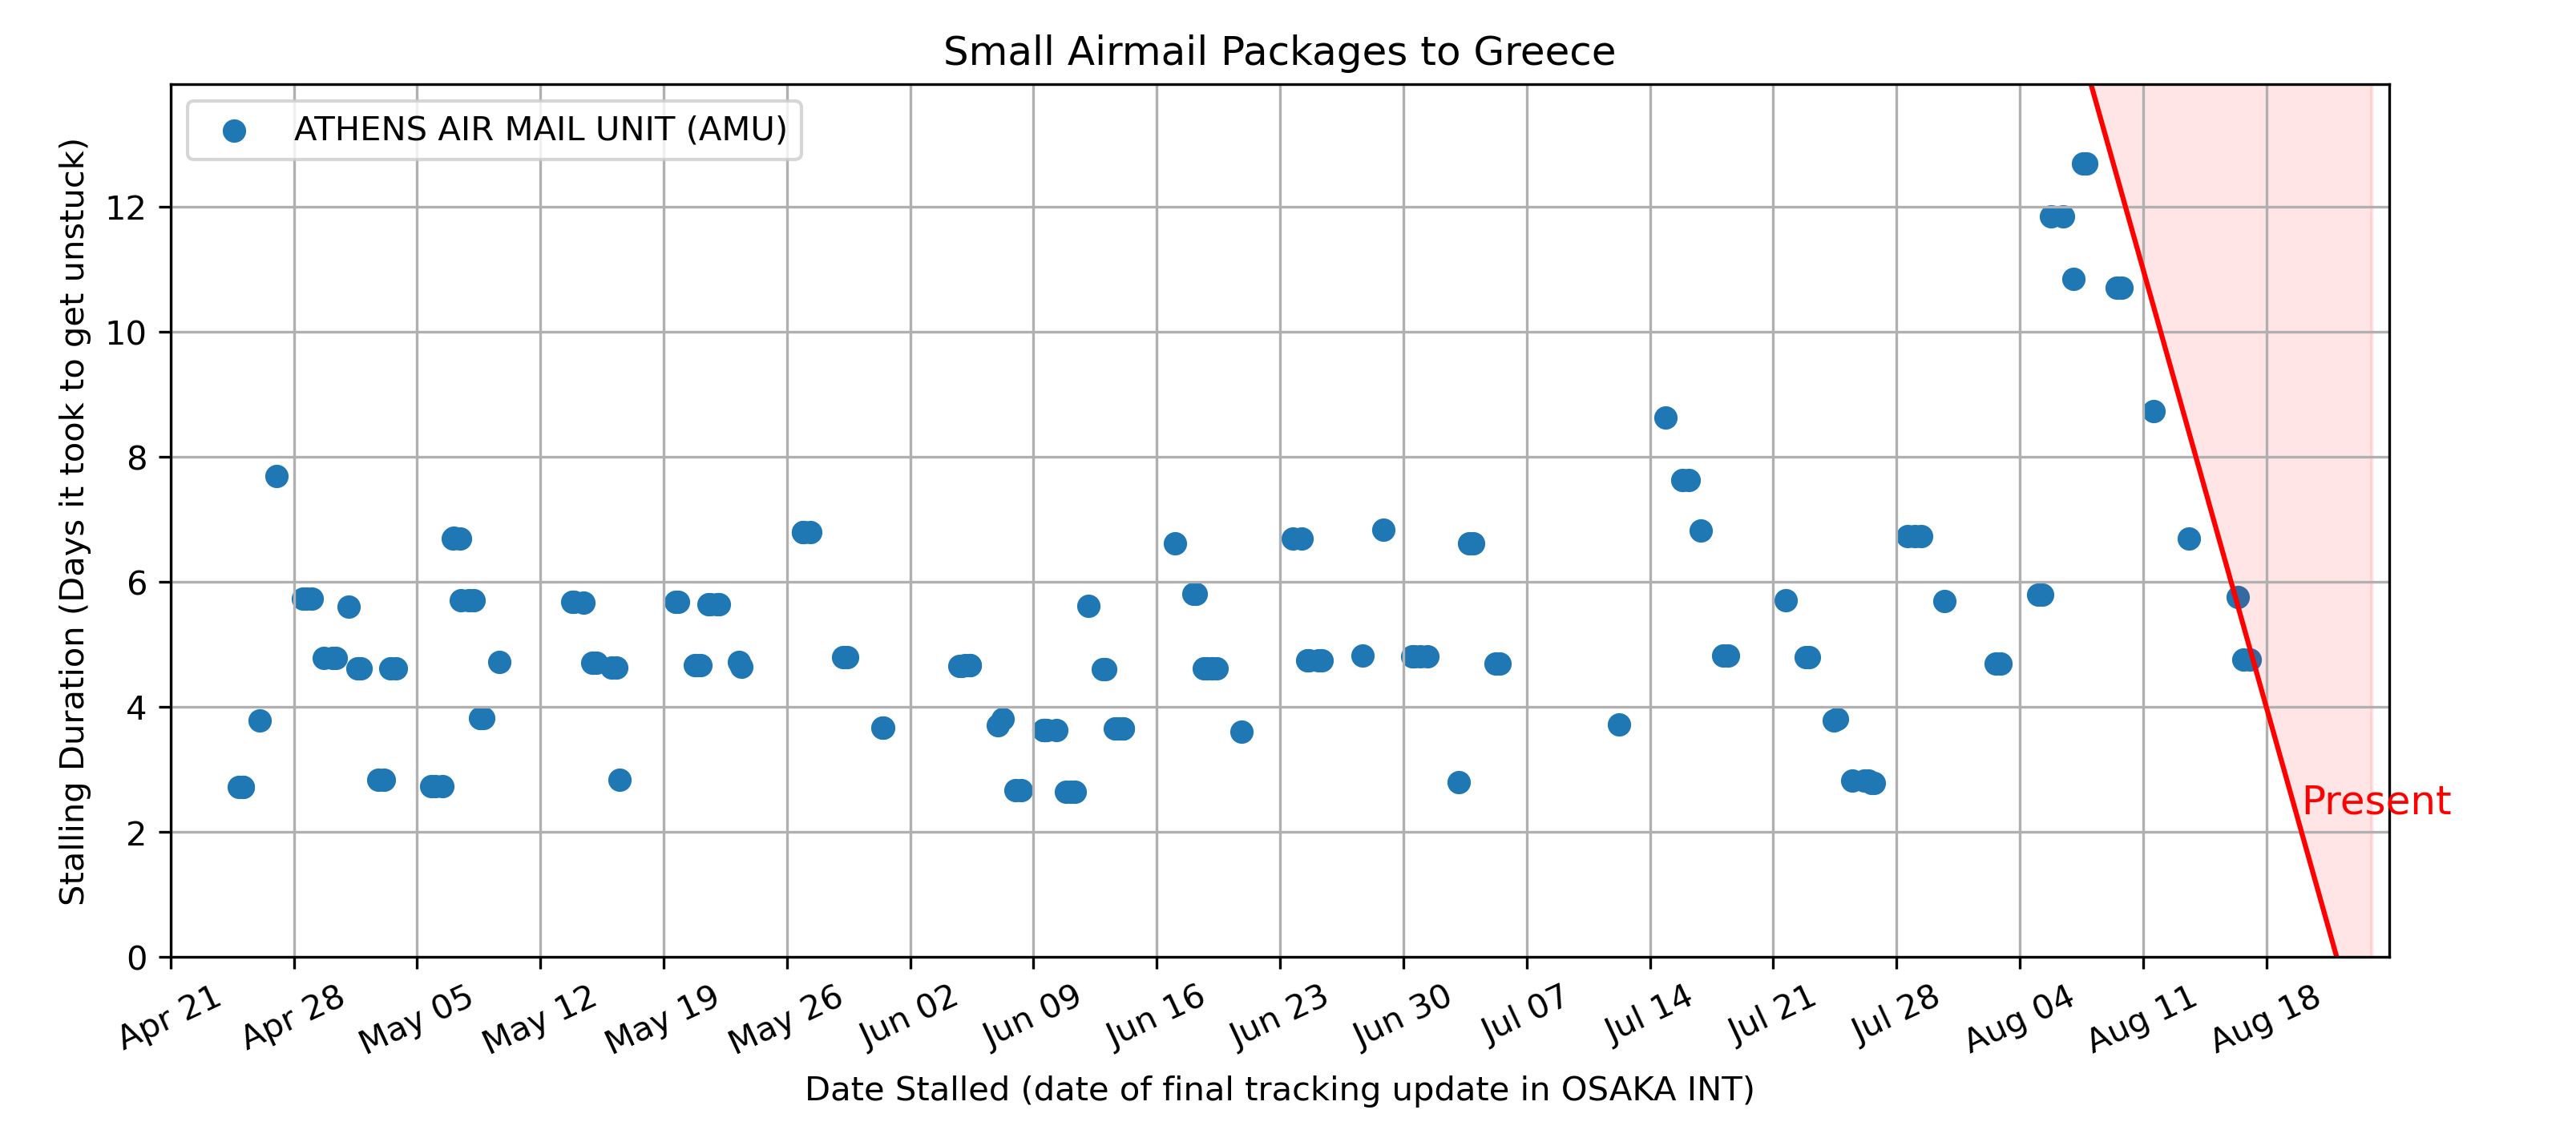 Small Airmail Packages to Greece
ATHENS AIR MAIL UNIT (AMU)
Stalling Duration (Days it took to get unstuck)
12
10
8
6
4
2
0
Present
Apr 21
Apr 28
May 05
May 12
May 19
May 26
Jun 02
Jun 09
Jun 16
Jun 23
Jun 30
Jul 07
Jul 14
Jul 21
Jul 28
Aug 04
Aug 11
Aug 18
Date Stalled (date of final tracking update in OSAKA INT)